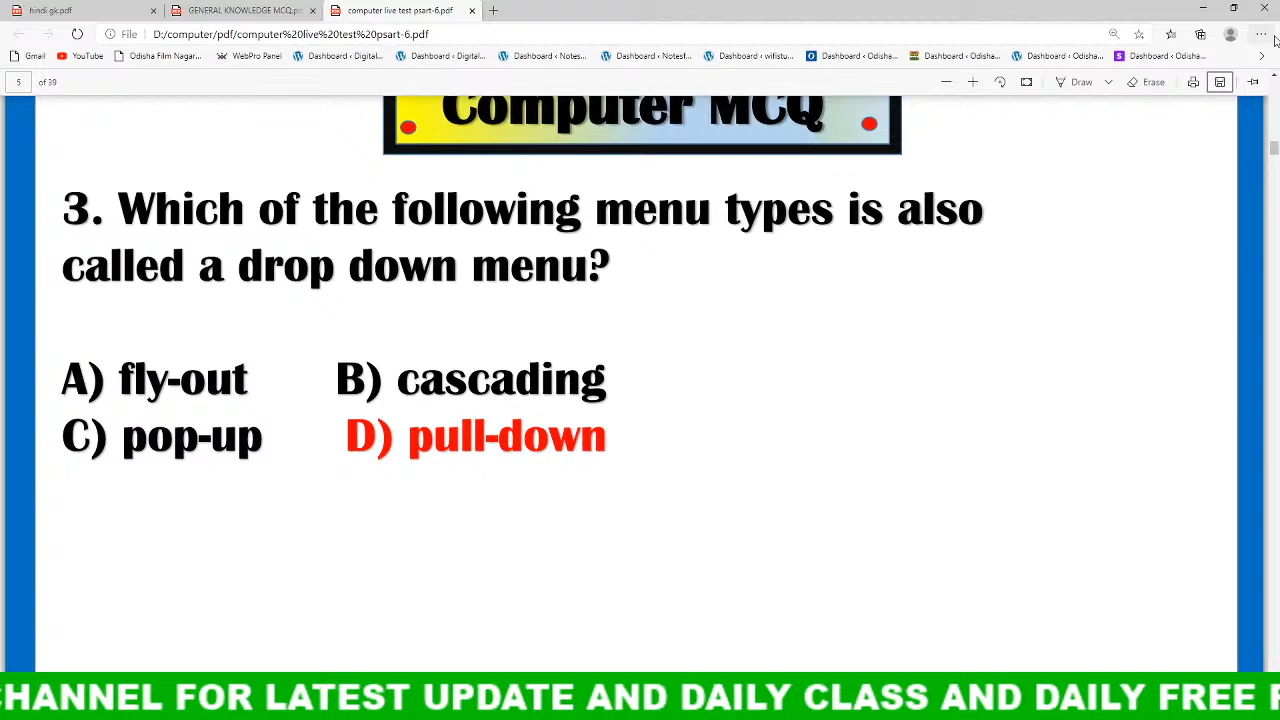 hindi gk.pdf
GENERAL KNOWLEDGE MCQ.p
computer live test psart-6.pdf
File D:/computer/pdf/computer%20live%20test%20psart-6.pdf
Gmail YouTube Odisha Film Nagar... WebPro Panel Dashboard ‹ Digital... Dashboard ‹ Digital... Dashboard ‹ Notesf... Dashboard ‹ Notesf... Dashboard ‹ wifistu... Dashboard ‹ Odisha... Dashboard ‹ Odisha... Dashboard ‹ Odisha... Dashboard ‹ Odisha...
5 of 39 Draw Erase
Computer MCQ
3. Which of the following menu types is also
called a drop down menu?
A) fly-out B) cascading
C) pop-up D) pull-down
CHANNEL FOR LATEST UPDATE AND DAILY CLASS AND DAILY FREE